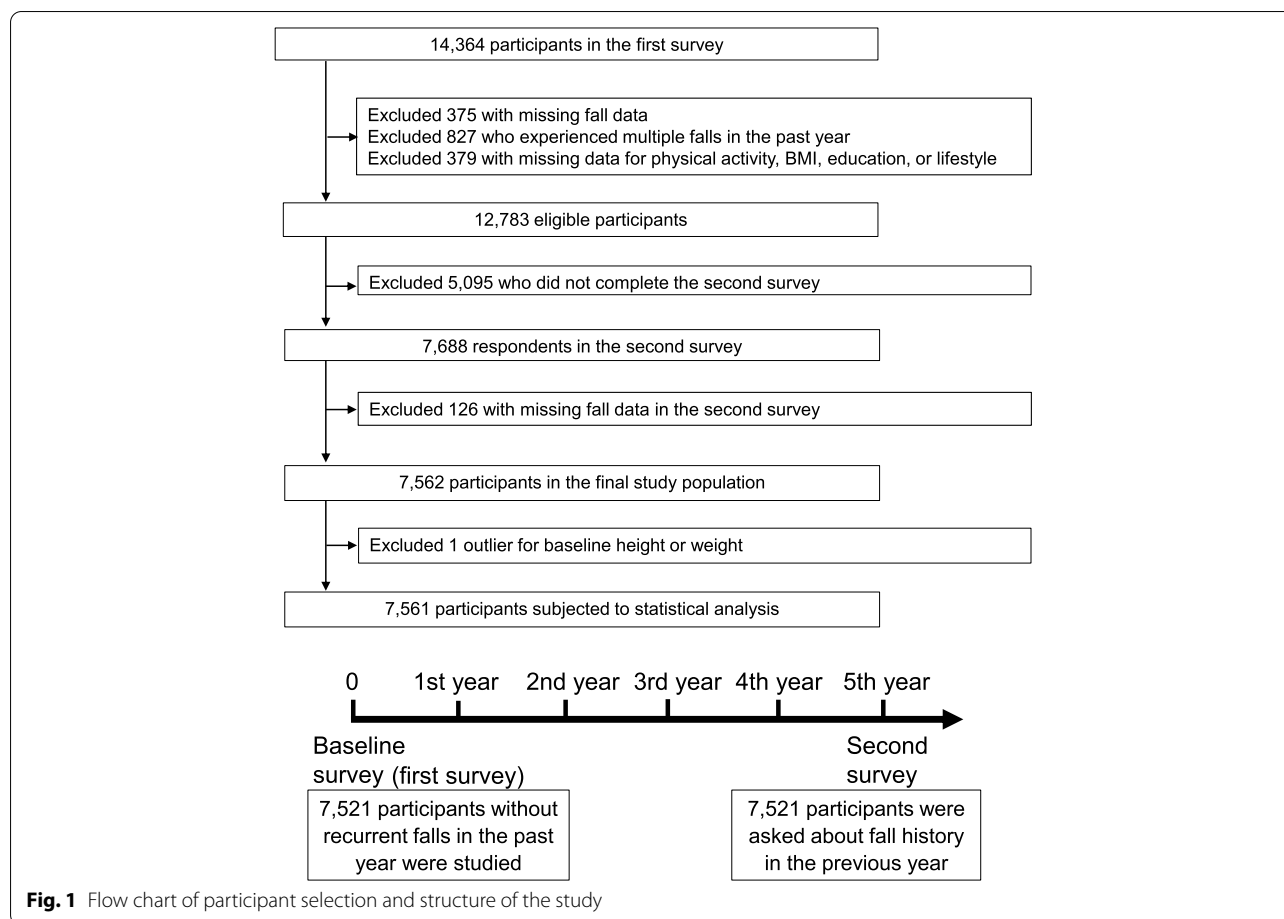 14,364 participants in the first survey
Excluded 375 with missing fall data
Excluded 827 who experienced multiple falls in the past year
Excluded 379 with missing data for physical activity, BMI, education, or lifestyle
12,783 eligible participants
Excluded 5,095 who did not complete the second survey
7,688 respondents in the second survey
Excluded 126 with missing fall data in the second survey
7,562 participants in the final study population
Excluded 1 outlier for baseline height or weight
7,561 participants subjected to statistical analysis
0 1st year 2nd year 3rd year 4th year 5th year
Baseline
survey (first survey)
Second
survey
7,521 participants without
recurrent falls in the past
year were studied
7,521 participants were
asked about fall history
in the previous year
Fig. 1 Flow chart of participant selection and structure of the study